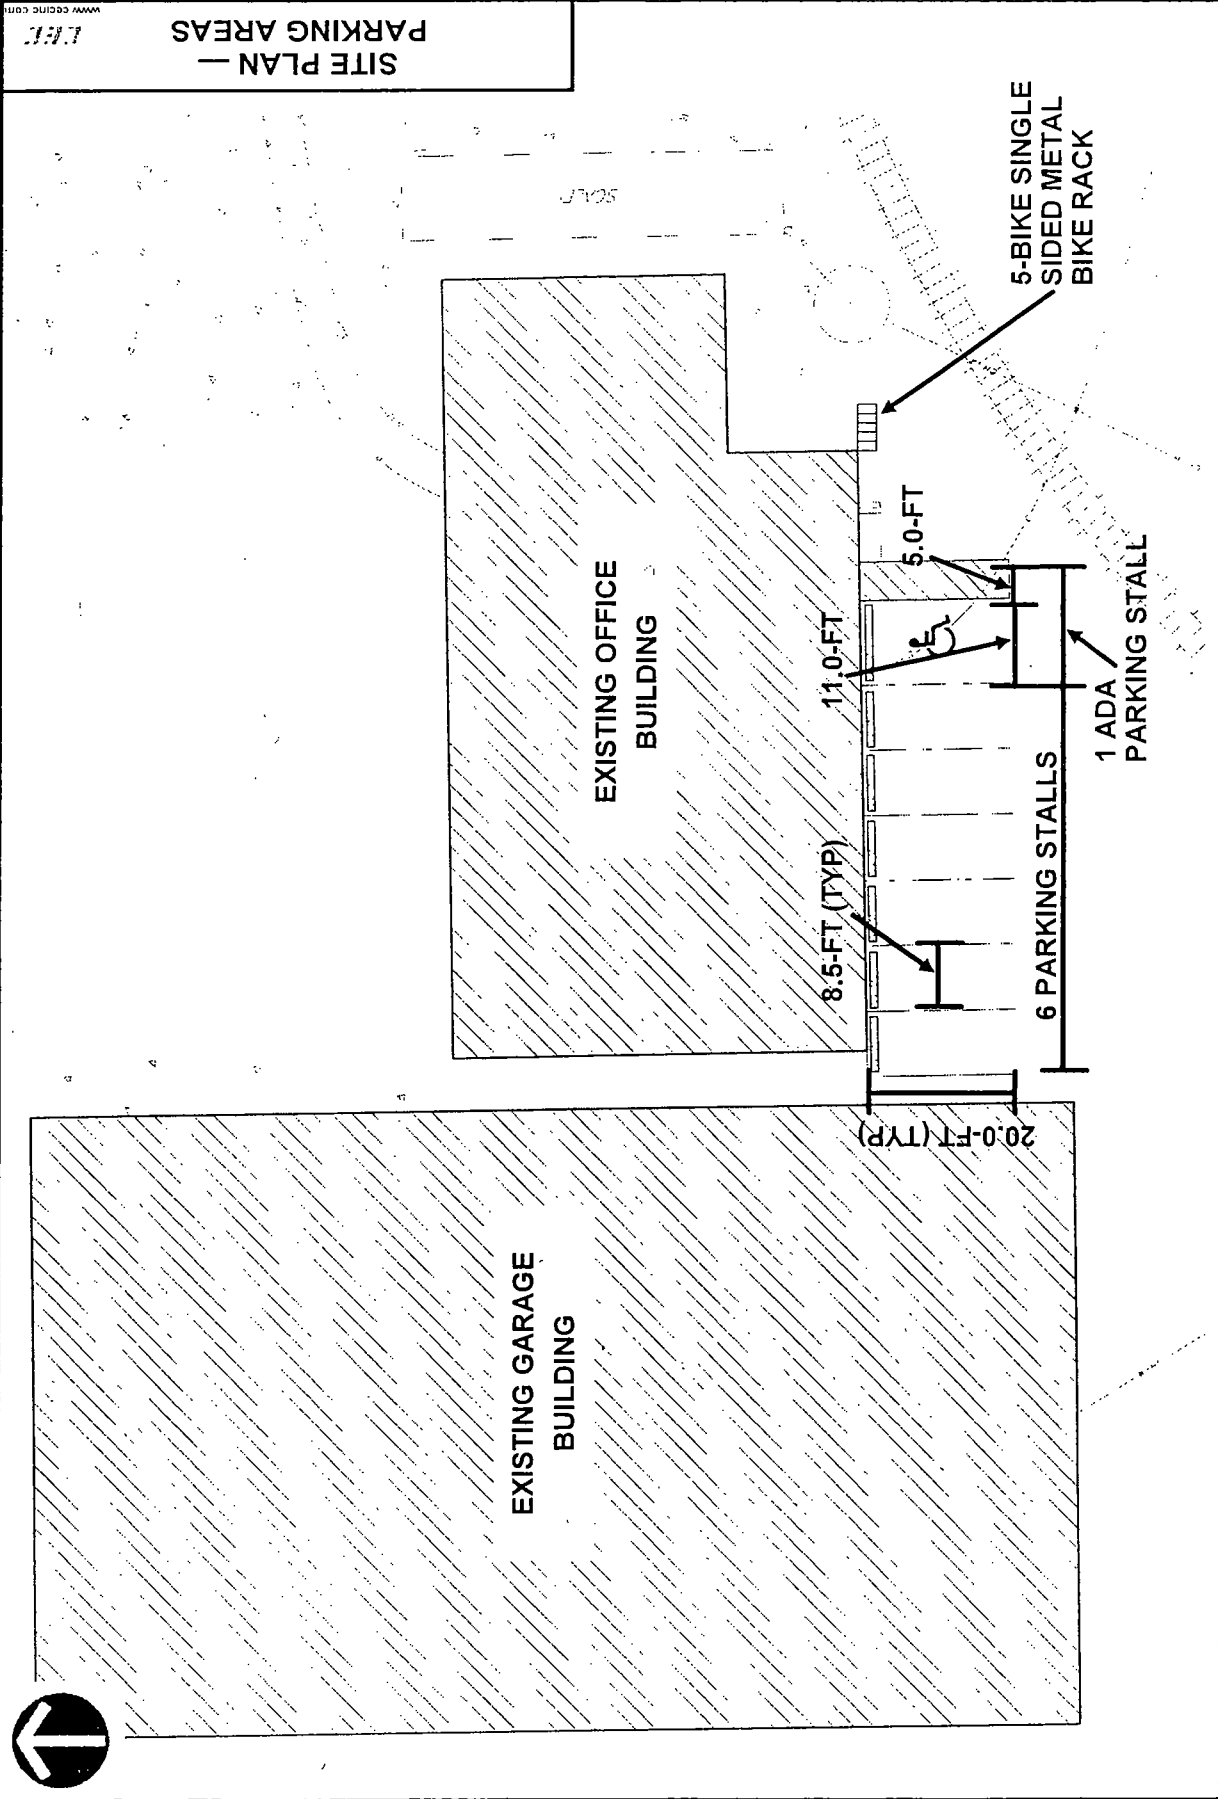 SITE PLAN —
PARKING AREAS
5-BIKE SINGLE
SIDED METAL
BIKE RACK
EXISTING OFFICE
BUILDING
5.0-FT
11.0-FT
8.5-FT (TYP)
1 ADA
PARKING STALL
6 PARKING STALLS
20.0-FT (TYP)
EXISTING GARAGE
BUILDING